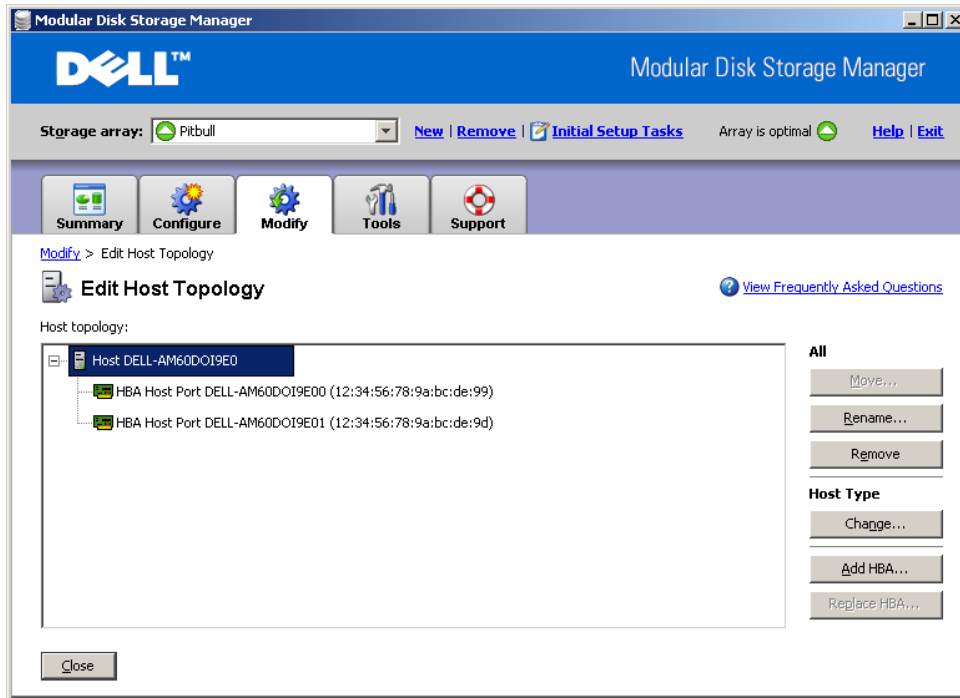 Modular Disk Storage Manager
DELL™
Modular Disk Storage Manager
Storage array: Pitbull New | Remove | Initial Setup Tasks Array is optimal Help | Exit
Summary Configure Modify Tools Support
Modify > Edit Host Topology
Edit Host Topology
View Frequently Asked Questions
Host topology:
Host DELL-AM60DOI9E0
HBA Host Port DELL-AM60DOI9E00 (12:34:56:78:9a:bc:de:99)
HBA Host Port DELL-AM60DOI9E01 (12:34:56:78:9a:bc:de:9d)
All
Move...
Rename...
Remove
Host Type
Change...
Add HBA...
Replace HBA...
Close